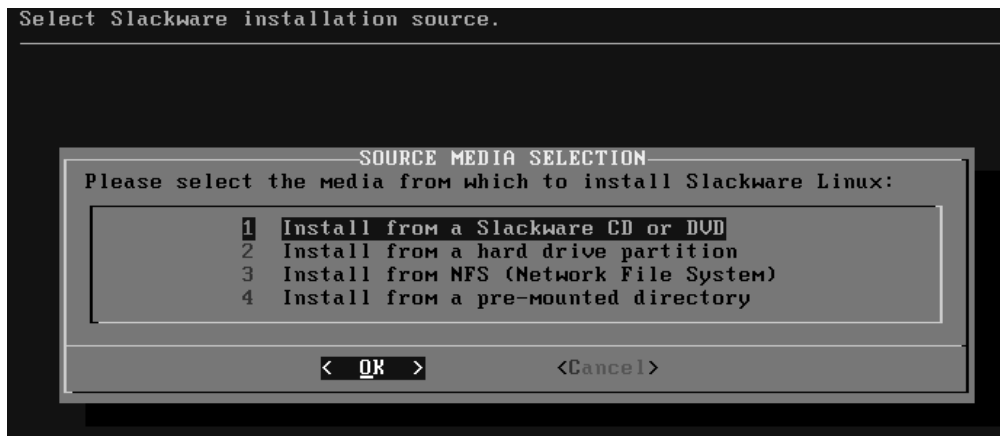 Select Slackware installation source.
SOURCE MEDIA SELECTION
Please select the media from which to install Slackware Linux:
1 Install from a Slackware CD or DVD
2 Install from a hard drive partition
3 Install from NFS (Network File System)
4 Install from a pre-mounted directory
< OK > <Cancel>